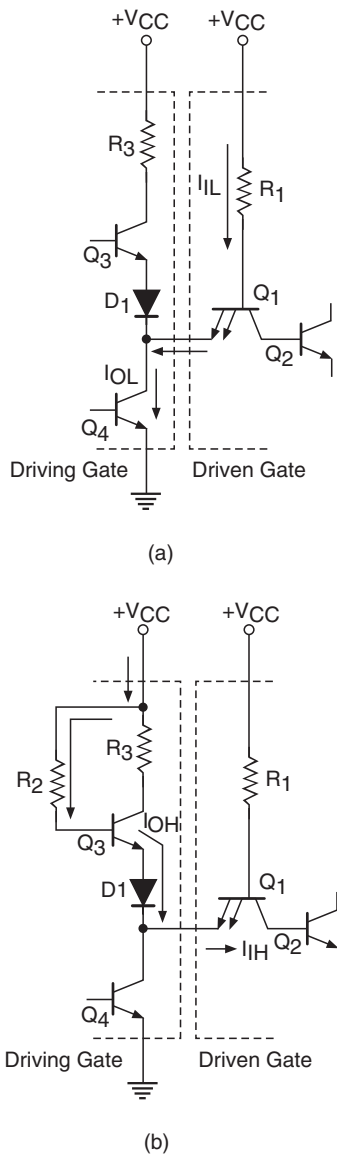 +VCC +VCC
R3
IIL R1
Q3
D1 Q1
Q2
IOL
Q4
Driving Gate Driven Gate
(a)
+VCC +VCC
R3
R2 R1
Q3 IOH
D1 Q1
Q2
IIH
Q4
Driving Gate Driven Gate
(b)